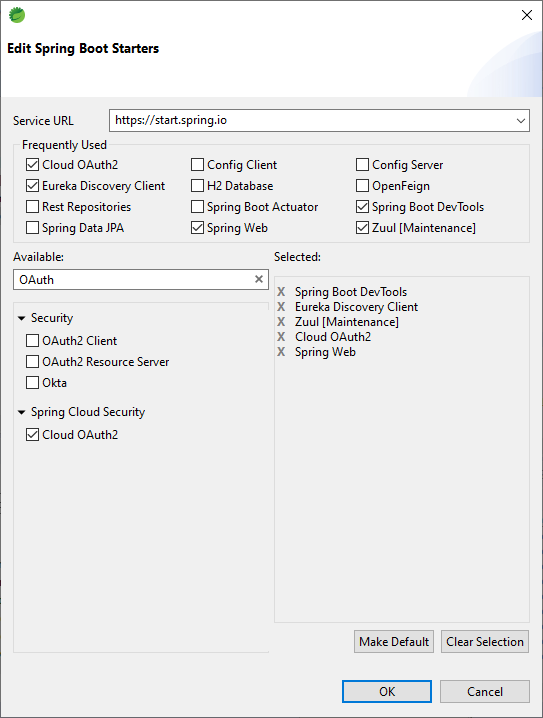 Edit Spring Boot Starters
Service URL https://start.spring.io
Frequently Used
Cloud OAuth2 Config Client Config Server
Eureka Discovery Client H2 Database OpenFeign
Rest Repositories Spring Boot Actuator Spring Boot DevTools
Spring Data JPA Spring Web Zuul [Maintenance]
Available:
OAuth
Security
OAuth2 Client
OAuth2 Resource Server
Okta
Spring Cloud Security
Cloud OAuth2
Selected:
X Spring Boot DevTools
X Eureka Discovery Client
X Zuul [Maintenance]
X Cloud OAuth2
X Spring Web
Make Default Clear Selection
OK Cancel